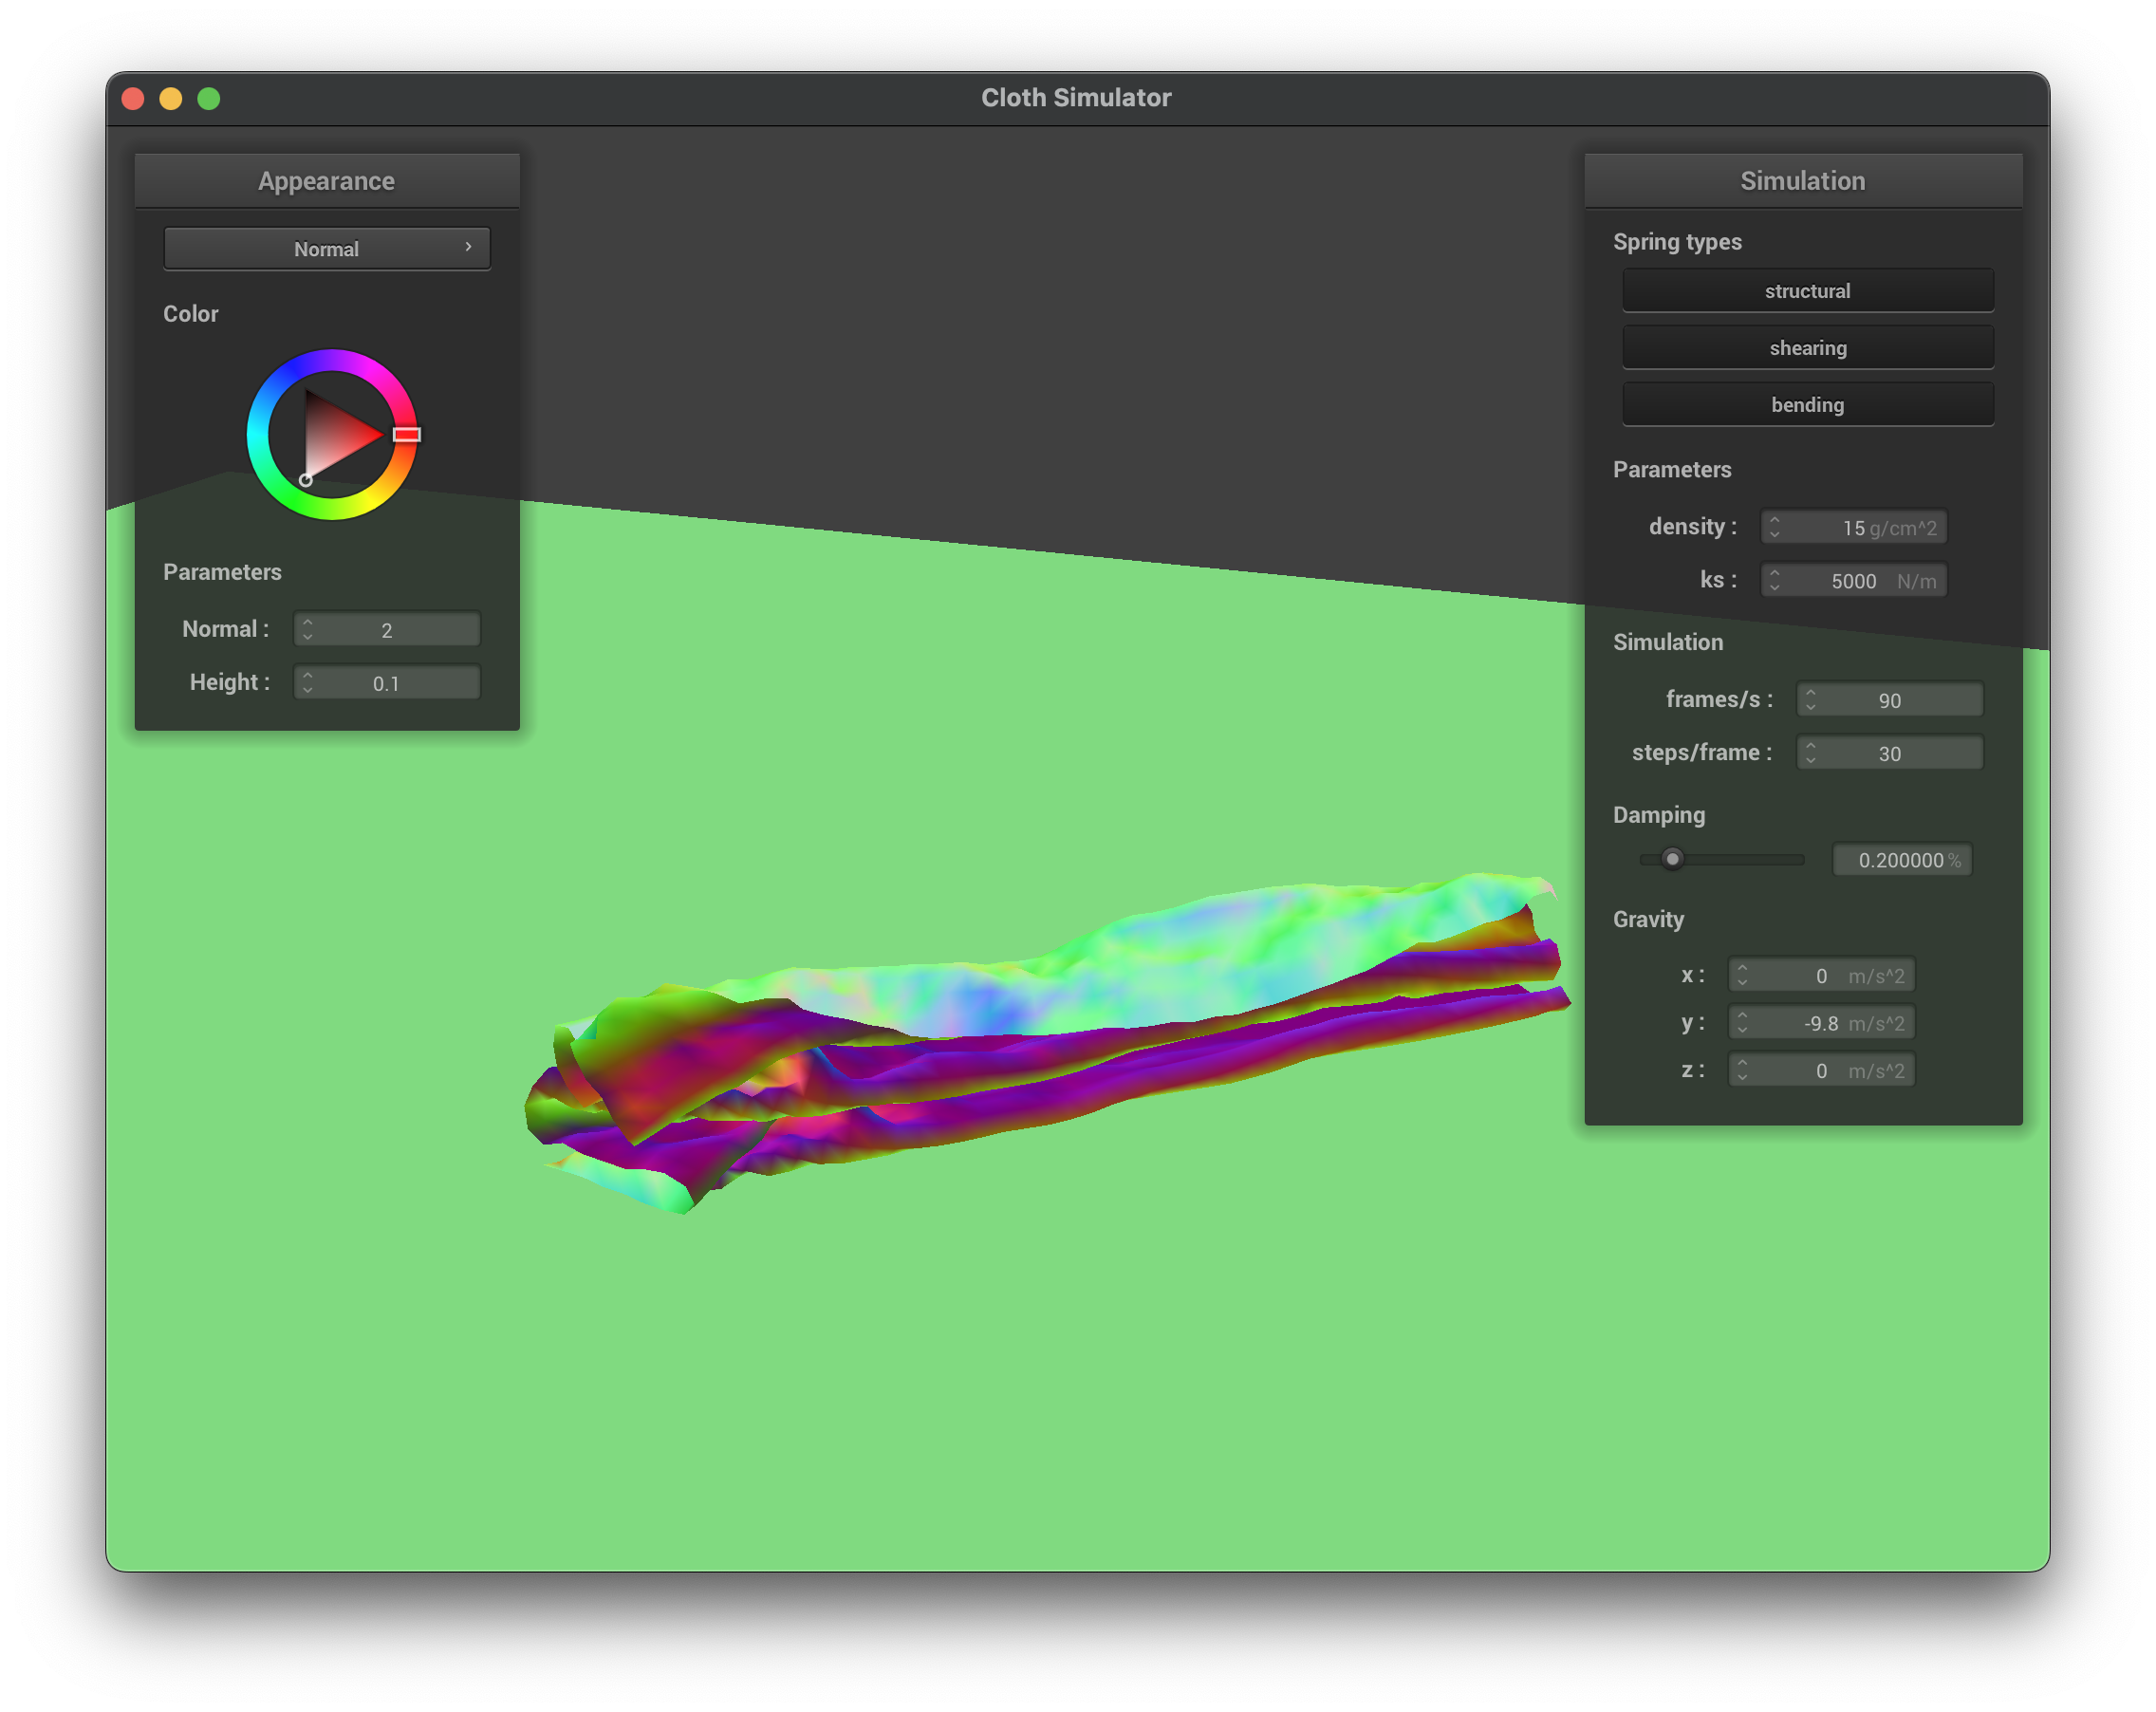 Cloth Simulator
Appearance
Normal
Color
Parameters
Normal : 2
Height : 0.1
Simulation
Spring types
structural
shearing
bending
Parameters
density : 15 g/cm^2
ks : 5000 N/m
Simulation
frames/s : 90
steps/frame : 30
Damping
0.200000 %
Gravity
x : 0 m/s^2
y : -9.8 m/s^2
z : 0 m/s^2